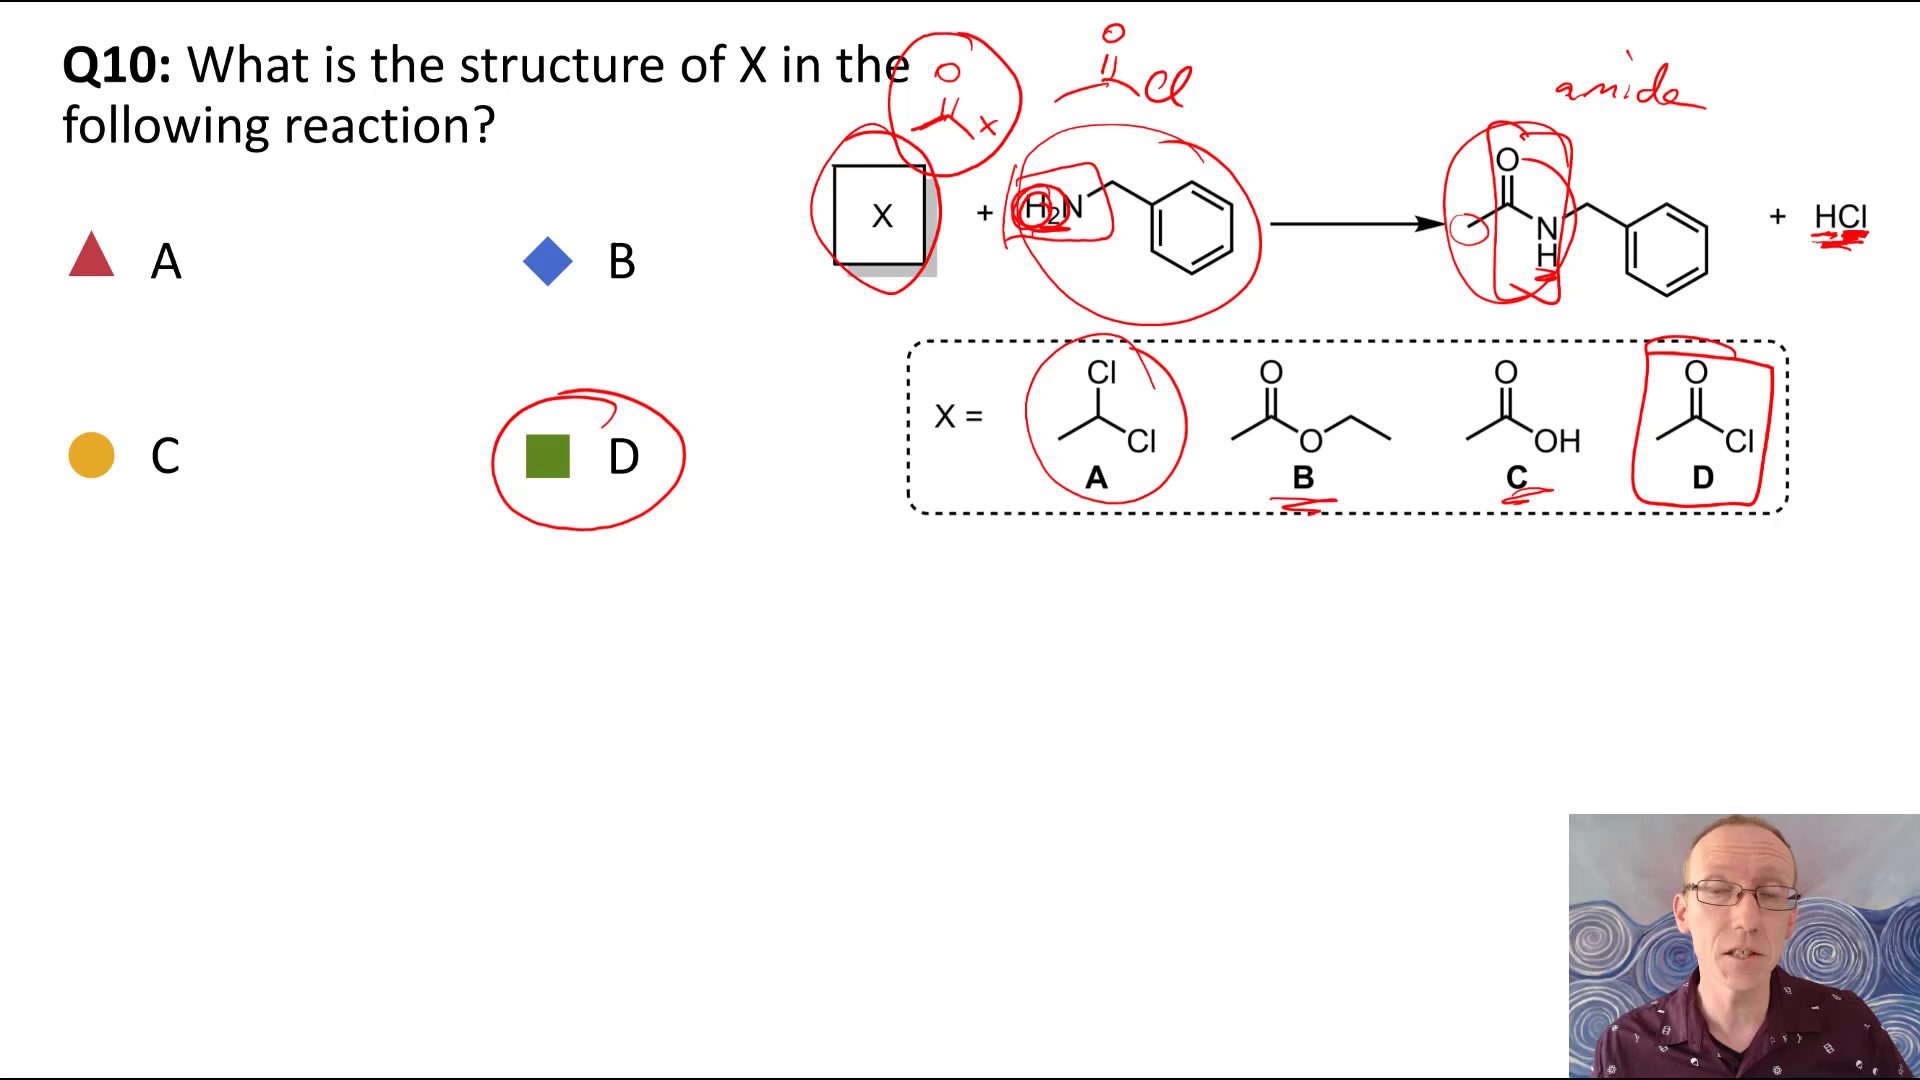 Q10: What is the structure of X in the
following reaction?
O
X
O
Cl
amide
X
+
H2N
O
N
H
+
HCl
A
B
C
D
X =
Cl
Cl
A
O
O
B
O
OH
C
O
Cl
D